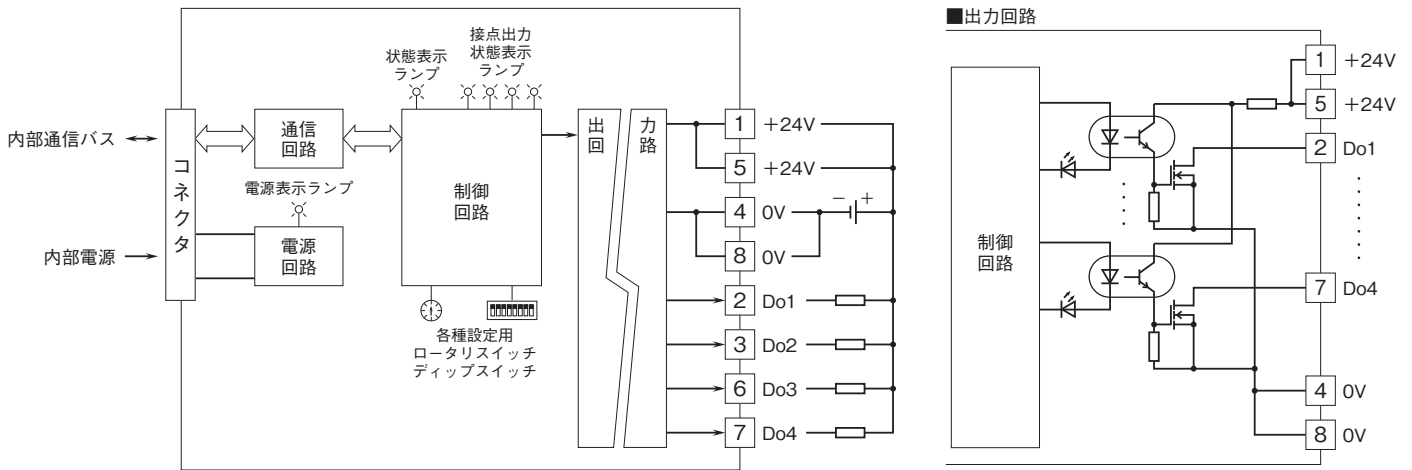 内部通信バス
内部電源
コネクタ
通信
回路
電源表示ランプ
電源
回路
状態表示
ランプ
接点出力
状態表示
ランプ
制御
回路
各種設定用
ロータリスイッチ
ディップスイッチ
出力
回路
1 +24V
5 +24V
4 0V
8 0V
− +
2 Do1
3 Do2
6 Do3
7 Do4
■出力回路
制御
回路
1 +24V
5 +24V
2 Do1
7 Do4
4 0V
8 0V